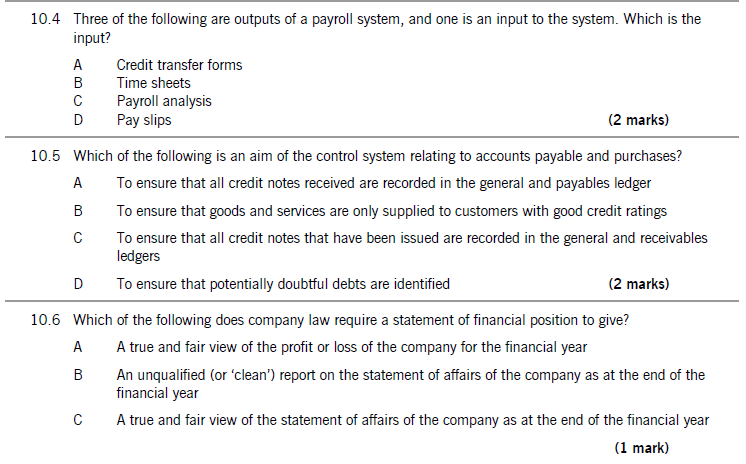 10.4 Three of the following are outputs of a payroll system, and one is an input to the system. Which is the
input?
A Credit transfer forms
B Time sheets
C Payroll analysis
D Pay slips (2 marks)
10.5 Which of the following is an aim of the control system relating to accounts payable and purchases?
A To ensure that all credit notes received are recorded in the general and payables ledger
B To ensure that goods and services are only supplied to customers with good credit ratings
C To ensure that all credit notes that have been issued are recorded in the general and receivables
ledgers
D To ensure that potentially doubtful debts are identified (2 marks)
10.6 Which of the following does company law require a statement of financial position to give?
A A true and fair view of the profit or loss of the company for the financial year
B An unqualified (or ‘clean’) report on the statement of affairs of the company as at the end of the
financial year
C A true and fair view of the statement of affairs of the company as at the end of the financial year
(1 mark)